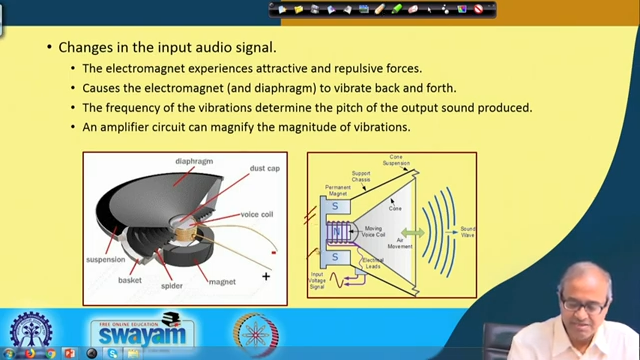 • Changes in the input audio signal.
• The electromagnet experiences attractive and repulsive forces.
• Causes the electromagnet (and diaphragm) to vibrate back and forth.
• The frequency of the vibrations determine the pitch of the output sound produced.
• An amplifier circuit can magnify the magnitude of vibrations.
diaphragm
dust cap
voice coil
suspension
basket
spider
magnet
Cone
Suspension
Support
Chassis
Permanent
Magnet
S
Cone
N
Moving
Voice Coil
Air
Movement
Sound
Wave
S
Electrical
Leads
Input
Voltage
Signal
FREE ONLINE EDUCATION
swayam